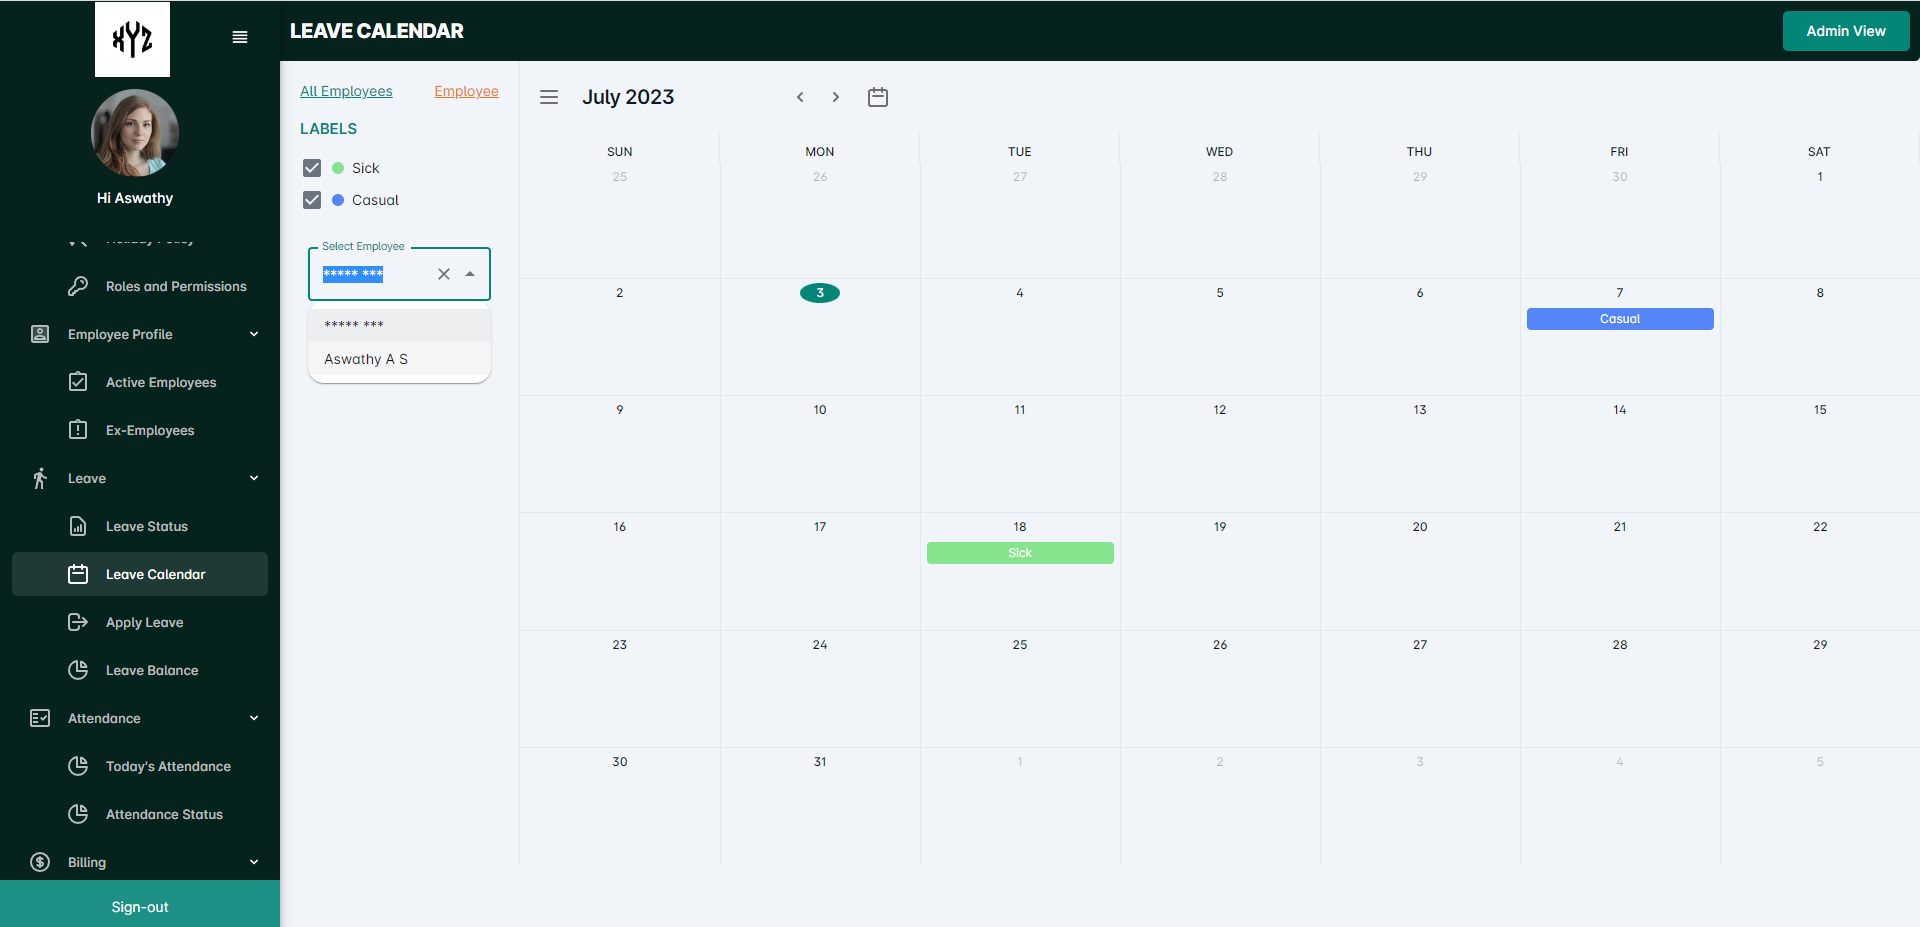 XYZ
Hi Aswathy
Holiday Policy
Roles and Permissions
Employee Profile
Active Employees
Ex-Employees
Leave
Leave Status
Leave Calendar
Apply Leave
Leave Balance
Attendance
Today's Attendance
Attendance Status
Billing
Sign-out
LEAVE CALENDAR
Admin View
All Employees Employee
LABELS
Sick
Casual
Select Employee
***** ***
***** ***
Aswathy A S
July 2023
SUN MON TUE WED THU FRI SAT
25 26 27 28 29 30 1
2 3 4 5 6 7 8
Casual
9 10 11 12 13 14 15
16 17 18 19 20 21 22
Sick
23 24 25 26 27 28 29
30 31 1 2 3 4 5